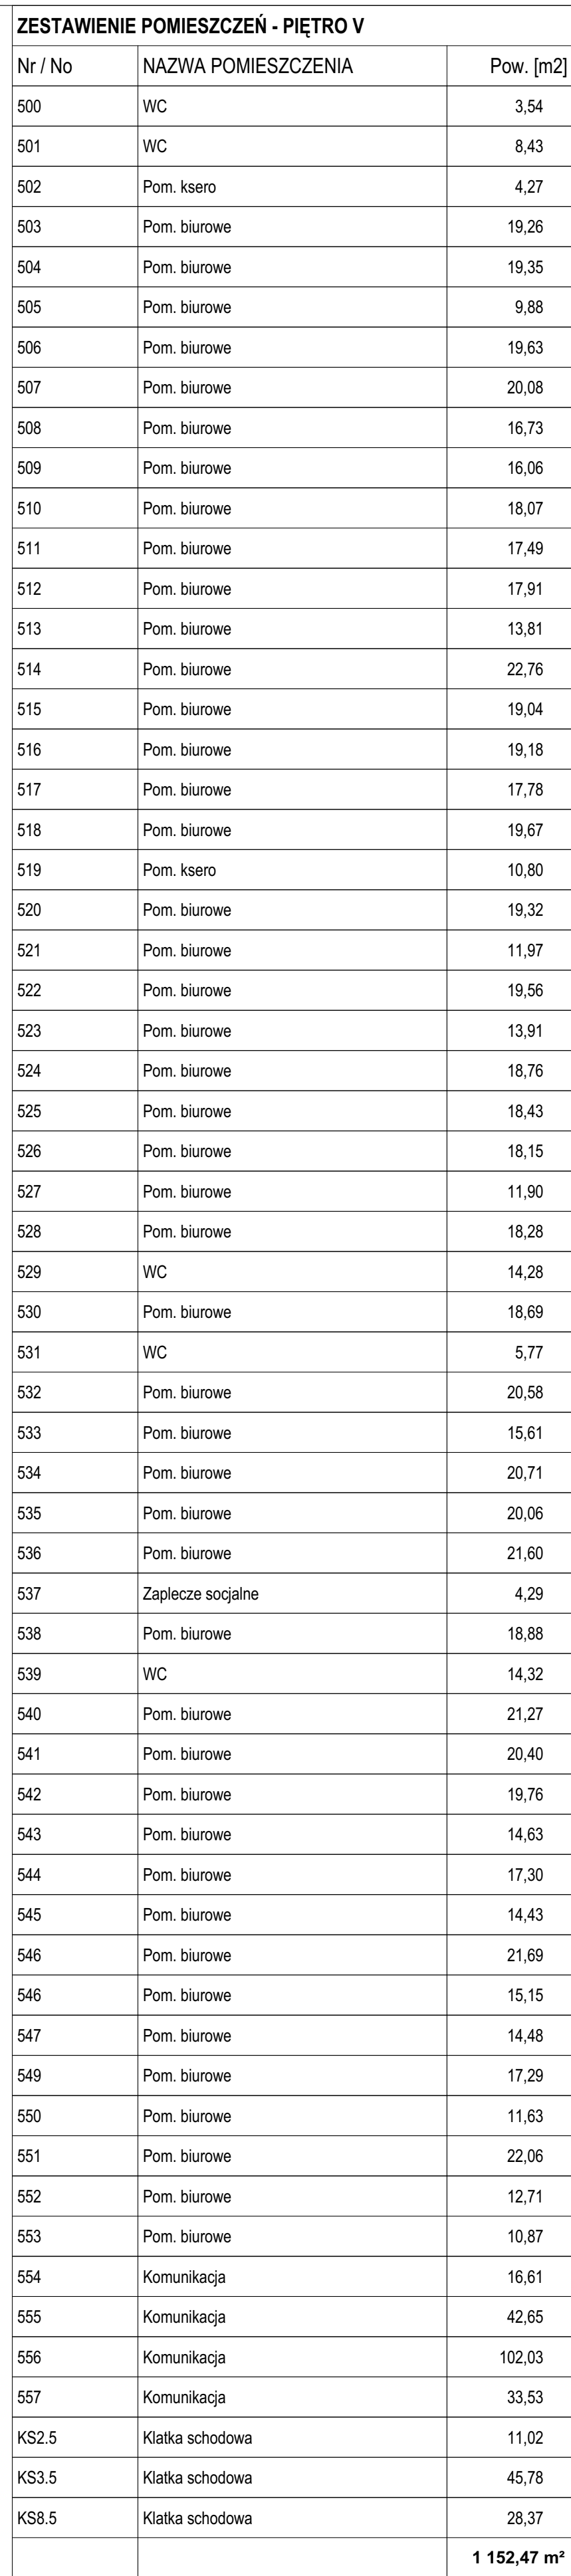 ZESTAWIENIE POMIESZCZEŃ - PIĘTRO V
Nr / No NAZWA POMIESZCZENIA Pow. [m2]
500 WC 3,54
501 WC 8,43
502 Pom. ksero 4,27
503 Pom. biurowe 19,26
504 Pom. biurowe 19,35
505 Pom. biurowe 9,88
506 Pom. biurowe 19,63
507 Pom. biurowe 20,08
508 Pom. biurowe 16,73
509 Pom. biurowe 16,06
510 Pom. biurowe 18,07
511 Pom. biurowe 17,49
512 Pom. biurowe 17,91
513 Pom. biurowe 13,81
514 Pom. biurowe 22,76
515 Pom. biurowe 19,04
516 Pom. biurowe 19,18
517 Pom. biurowe 17,78
518 Pom. biurowe 19,67
519 Pom. ksero 10,80
520 Pom. biurowe 19,32
521 Pom. biurowe 11,97
522 Pom. biurowe 19,56
523 Pom. biurowe 13,91
524 Pom. biurowe 18,76
525 Pom. biurowe 18,43
526 Pom. biurowe 18,15
527 Pom. biurowe 11,90
528 Pom. biurowe 18,28
529 WC 14,28
530 Pom. biurowe 18,69
531 WC 5,77
532 Pom. biurowe 20,58
533 Pom. biurowe 15,61
534 Pom. biurowe 20,71
535 Pom. biurowe 20,06
536 Pom. biurowe 21,60
537 Zaplecze socjalne 4,29
538 Pom. biurowe 18,88
539 WC 14,32
540 Pom. biurowe 21,27
541 Pom. biurowe 20,40
542 Pom. biurowe 19,76
543 Pom. biurowe 14,63
544 Pom. biurowe 17,30
545 Pom. biurowe 14,43
546 Pom. biurowe 21,69
546 Pom. biurowe 15,15
547 Pom. biurowe 14,48
549 Pom. biurowe 17,29
550 Pom. biurowe 11,63
551 Pom. biurowe 22,06
552 Pom. biurowe 12,71
553 Pom. biurowe 10,87
554 Komunikacja 16,61
555 Komunikacja 42,65
556 Komunikacja 102,03
557 Komunikacja 33,53
KS2.5 Klatka schodowa 11,02
KS3.5 Klatka schodowa 45,78
KS8.5 Klatka schodowa 28,37
1 152,47 m²